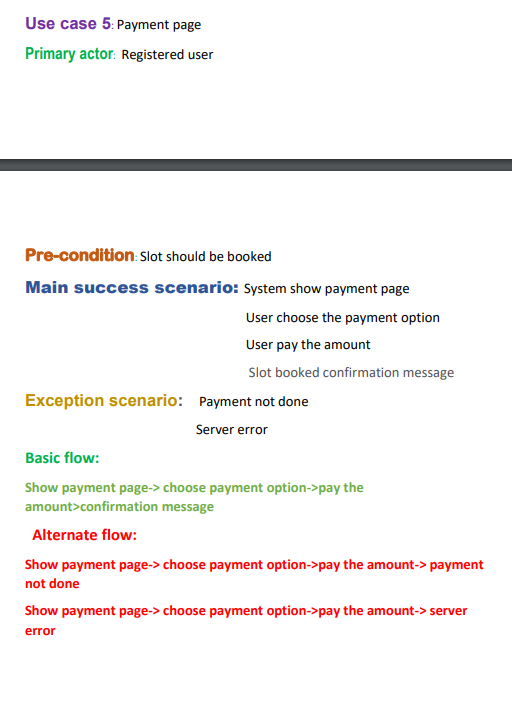 Use case 5: Payment page
Primary actor: Registered user
Pre-condition: Slot should be booked
Main success scenario: System show payment page
User choose the payment option
User pay the amount
Slot booked confirmation message
Exception scenario: Payment not done
Server error
Basic flow:
Show payment page-> choose payment option->pay the
amount>confirmation message
Alternate flow:
Show payment page-> choose payment option->pay the amount-> payment
not done
Show payment page-> choose payment option->pay the amount-> server
error